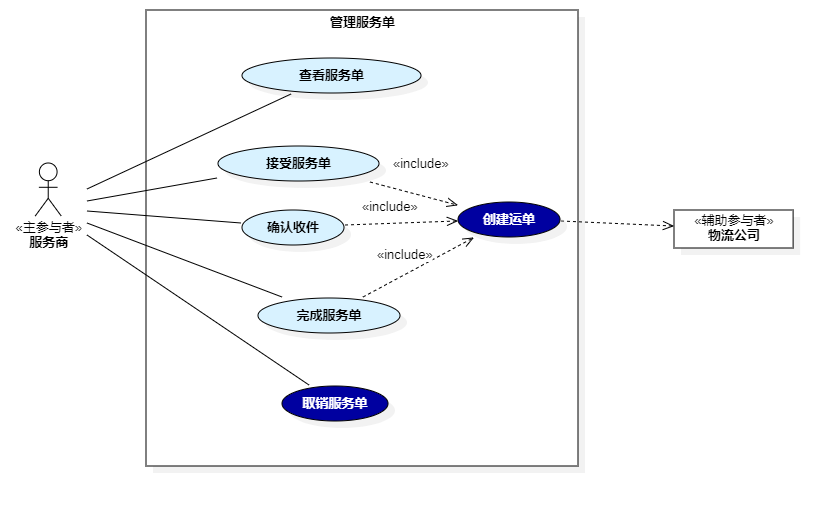 管理服务单
查看服务单
接受服务单
«include»
«include»
确认收件
创建运单
«主参与者»
服务商
«辅助参与者»
物流公司
«include»
完成服务单
取销服务单